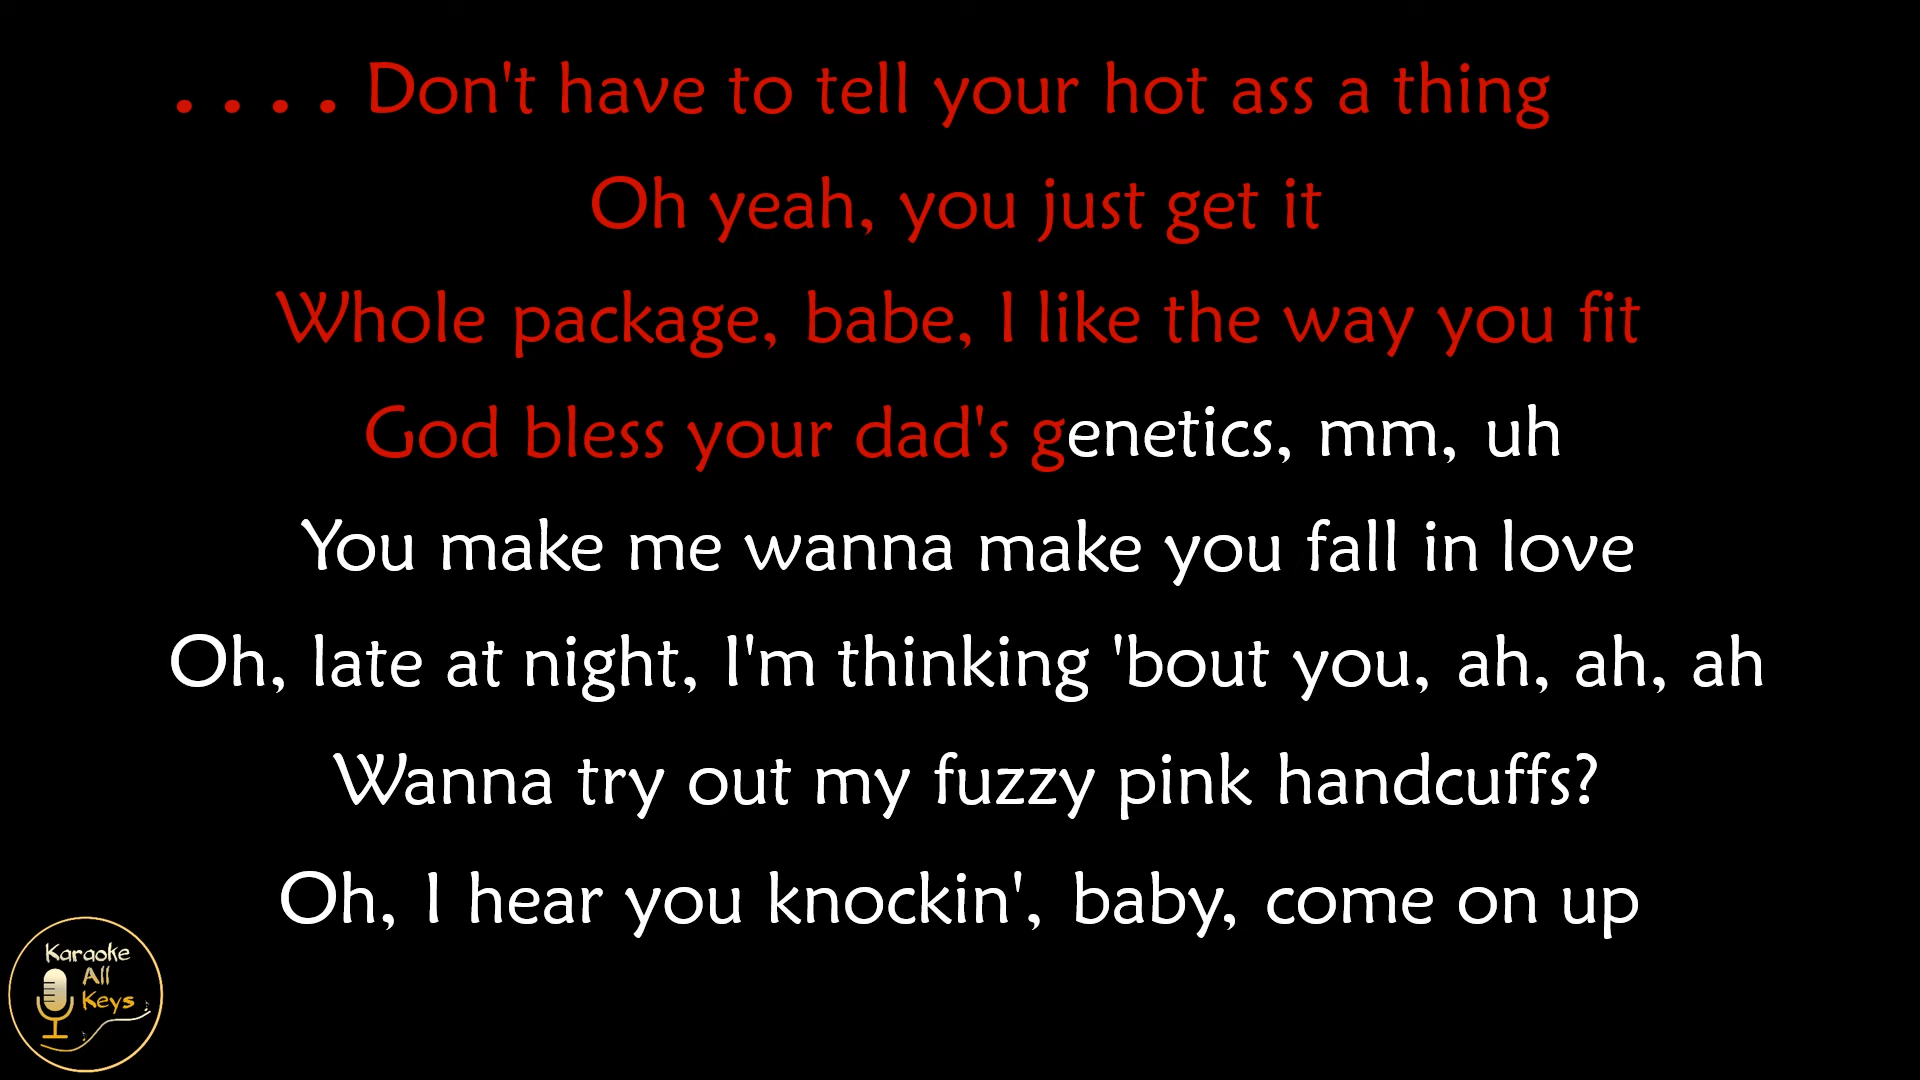 .... Don't have to tell your hot ass a thing
Oh yeah, you just get it
Whole package, babe, I like the way you fit
God bless your dad's genetics, mm, uh
You make me wanna make you fall in love
Oh, late at night, I'm thinking 'bout you, ah, ah, ah
Wanna try out my fuzzy pink handcuffs?
Oh, I hear you knockin', baby, come on up
Karaoke
All
Keys